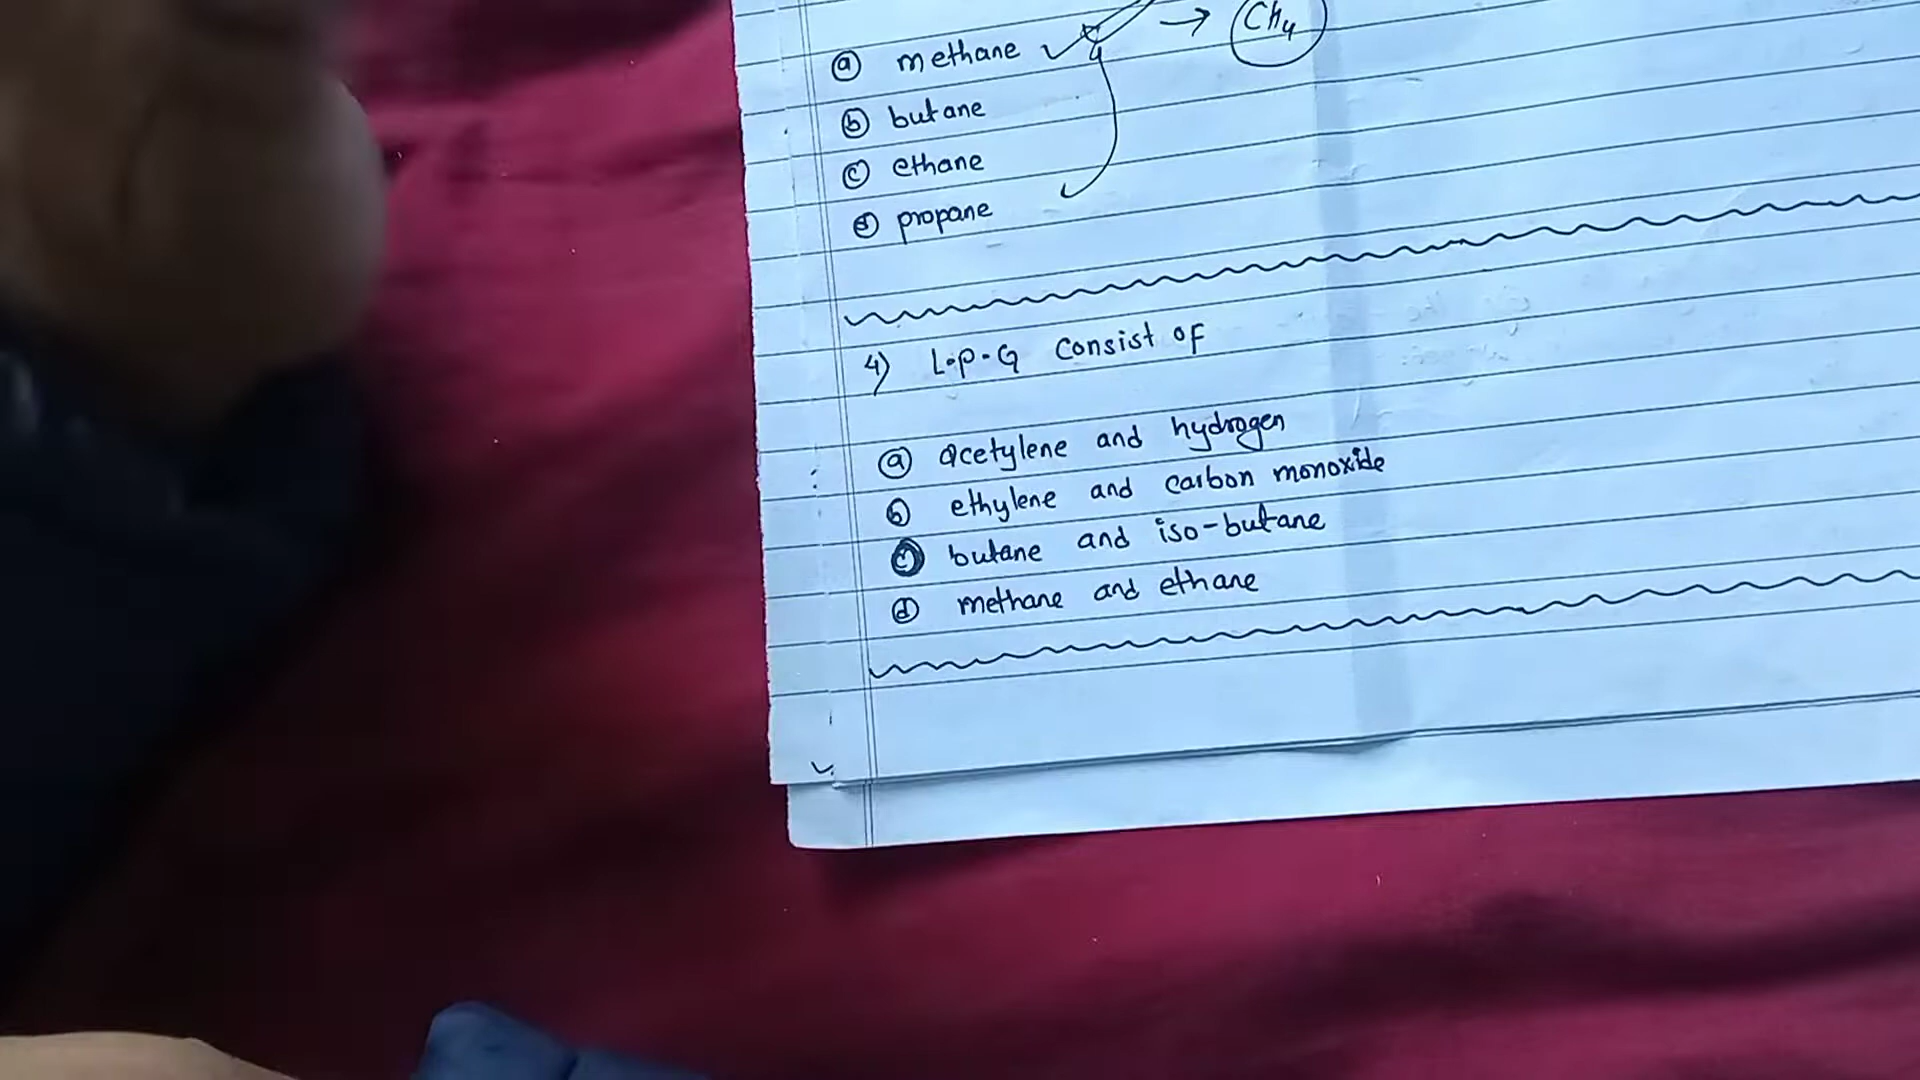 ⓐ methane ✓ → CH₄
ⓑ butane
ⓒ ethane
ⓓ propane
4) L.P.G Consist of
ⓐ acetylene and hydrogen
ⓑ ethylene and carbon monoxide
ⓒ butane and iso-butane
ⓓ methane and ethane